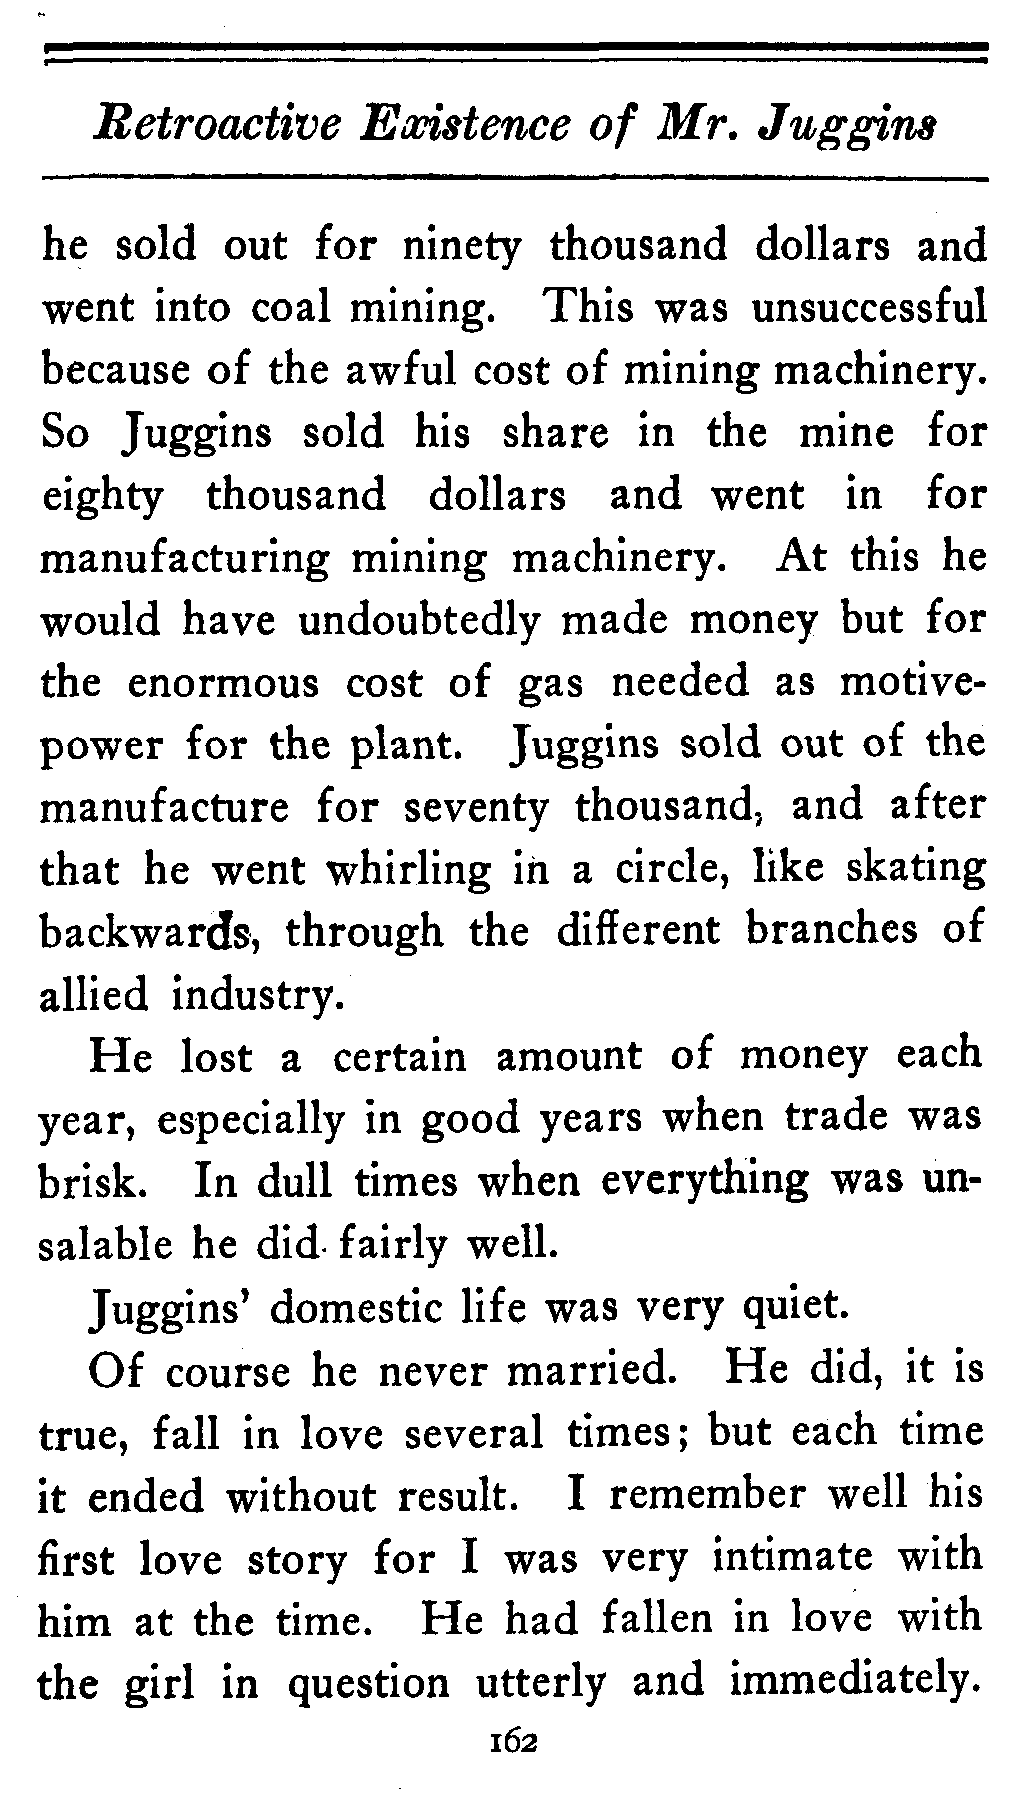 Retroactive Existence of Mr. Juggins
he sold out for ninety thousand dollars and
went into coal mining. This was unsuccessful
because of the awful cost of mining machinery.
So Juggins sold his share in the mine for
eighty thousand dollars and went in for
manufacturing mining machinery. At this he
would have undoubtedly made money but for
the enormous cost of gas needed as motive-
power for the plant. Juggins sold out of the
manufacture for seventy thousand, and after
that he went whirling in a circle, like skating
backwards, through the different branches of
allied industry.
He lost a certain amount of money each
year, especially in good years when trade was
brisk. In dull times when everything was un-
salable he did fairly well.
Juggins' domestic life was very quiet.
Of course he never married. He did, it is
true, fall in love several times; but each time
it ended without result. I remember well his
first love story for I was very intimate with
him at the time. He had fallen in love with
the girl in question utterly and immediately.
162